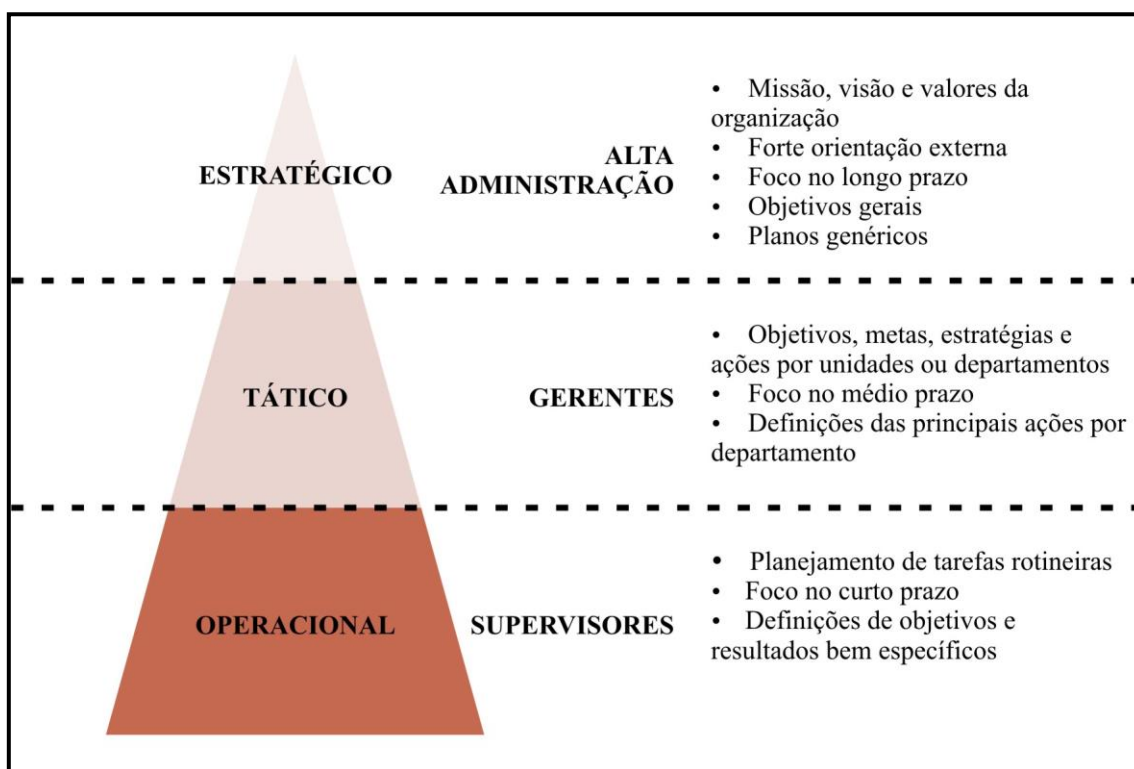 ESTRATÉGICO
ALTA
ADMINISTRAÇÃO
• Missão, visão e valores da
organização
• Forte orientação externa
• Foco no longo prazo
• Objetivos gerais
• Planos genéricos
TÁTICO
GERENTES
• Objetivos, metas, estratégias e
ações por unidades ou departamentos
• Foco no médio prazo
• Definições das principais ações por
departamento
OPERACIONAL
SUPERVISORES
• Planejamento de tarefas rotineiras
• Foco no curto prazo
• Definições de objetivos e
resultados bem específicos